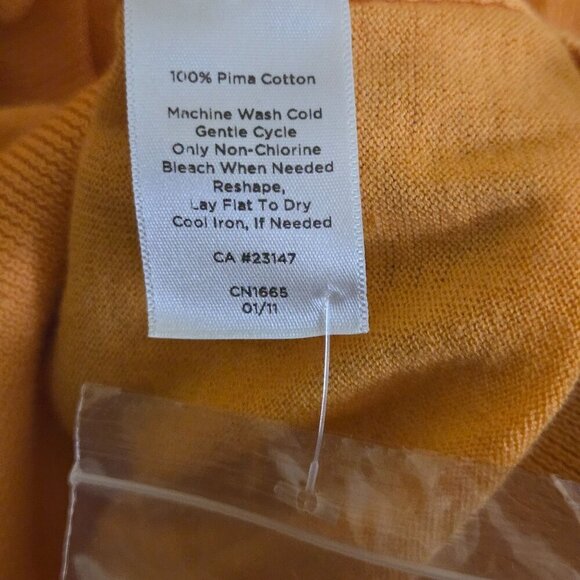 100% Pima Cotton
Machine Wash Cold
Gentle Cycle
Only Non-Chlorine
Bleach When Needed
Reshape,
Lay Flat To Dry
Cool Iron, If Needed
CA #23147
CN1665
01/11